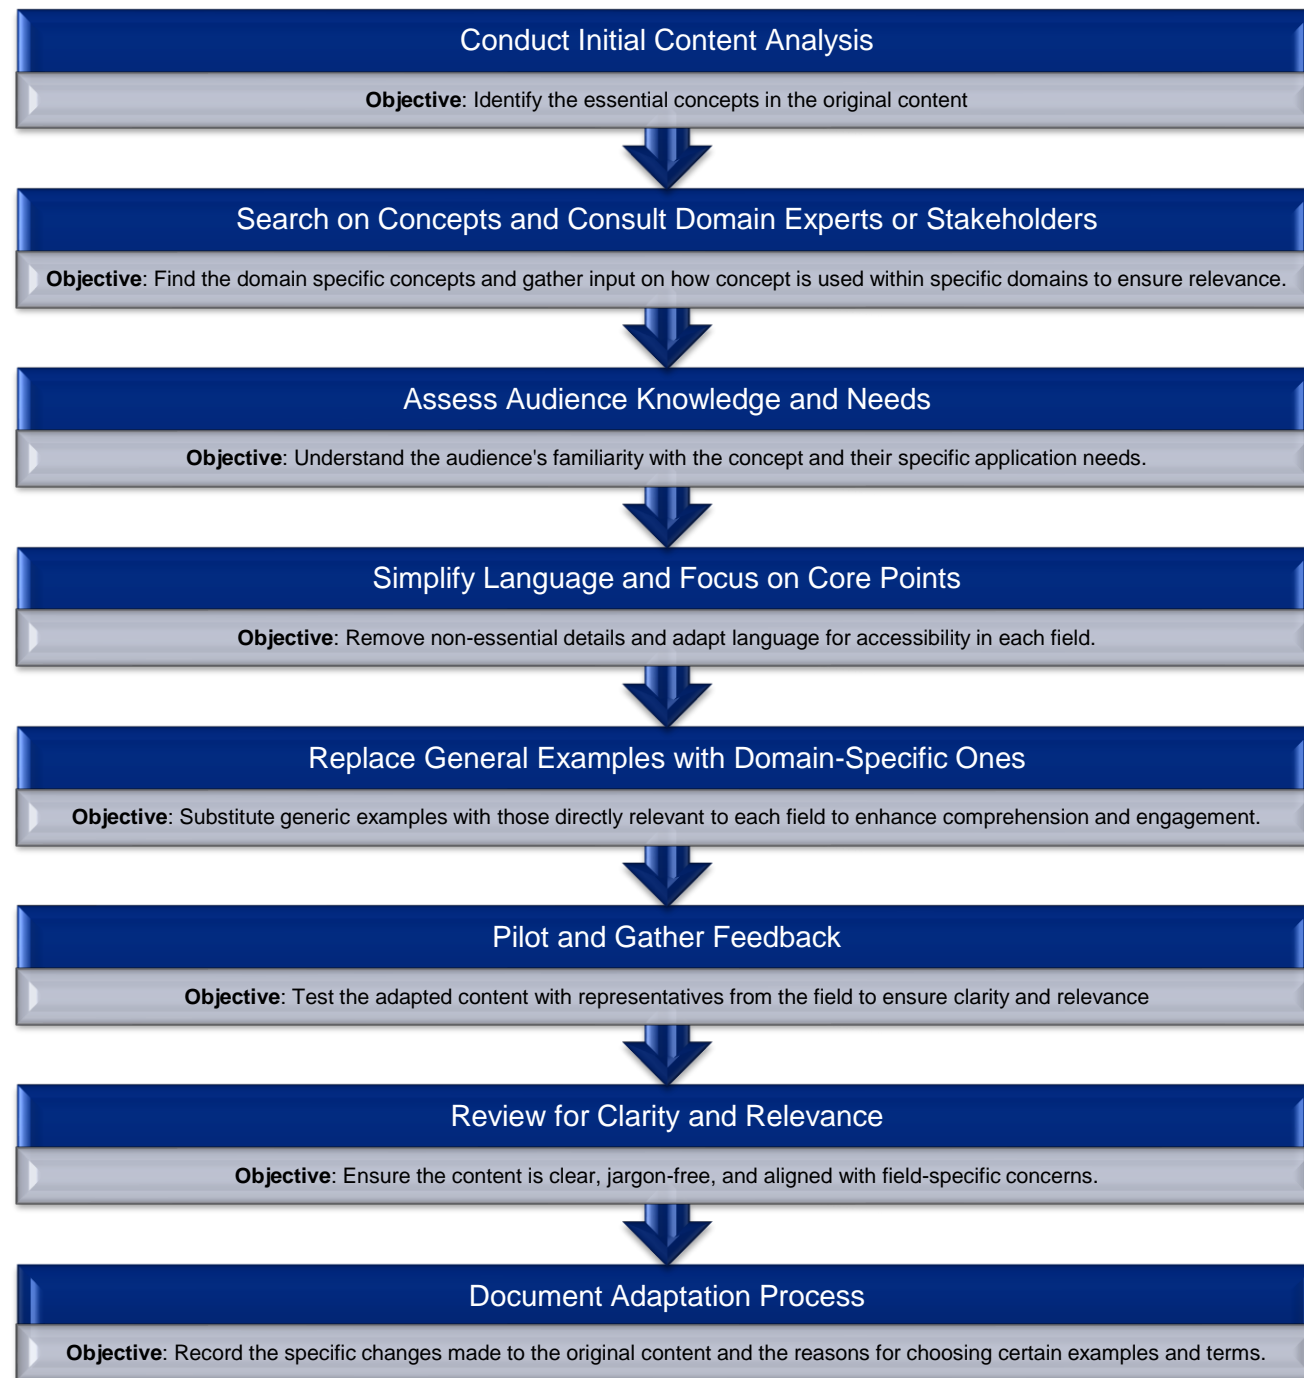 Conduct Initial Content Analysis
Objective: Identify the essential concepts in the original content
Search on Concepts and Consult Domain Experts or Stakeholders
Objective: Find the domain specific concepts and gather input on how concept is used within specific domains to ensure relevance.
Assess Audience Knowledge and Needs
Objective: Understand the audience's familiarity with the concept and their specific application needs.
Simplify Language and Focus on Core Points
Objective: Remove non-essential details and adapt language for accessibility in each field.
Replace General Examples with Domain-Specific Ones
Objective: Substitute generic examples with those directly relevant to each field to enhance comprehension and engagement.
Pilot and Gather Feedback
Objective: Test the adapted content with representatives from the field to ensure clarity and relevance
Review for Clarity and Relevance
Objective: Ensure the content is clear, jargon-free, and aligned with field-specific concerns.
Document Adaptation Process
Objective: Record the specific changes made to the original content and the reasons for choosing certain examples and terms.